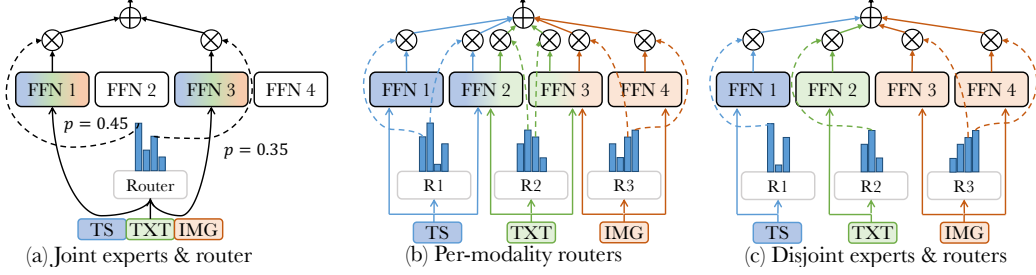 FFN 1 FFN 2 FFN 3 FFN 4
p = 0.45
p = 0.35
Router
TS TXT IMG
(a) Joint experts & router
FFN 1 FFN 2 FFN 3 FFN 4
R1 R2 R3
TS TXT IMG
(b) Per-modality routers
FFN 1 FFN 2 FFN 3 FFN 4
R1 R2 R3
TS TXT IMG
(c) Disjoint experts & routers